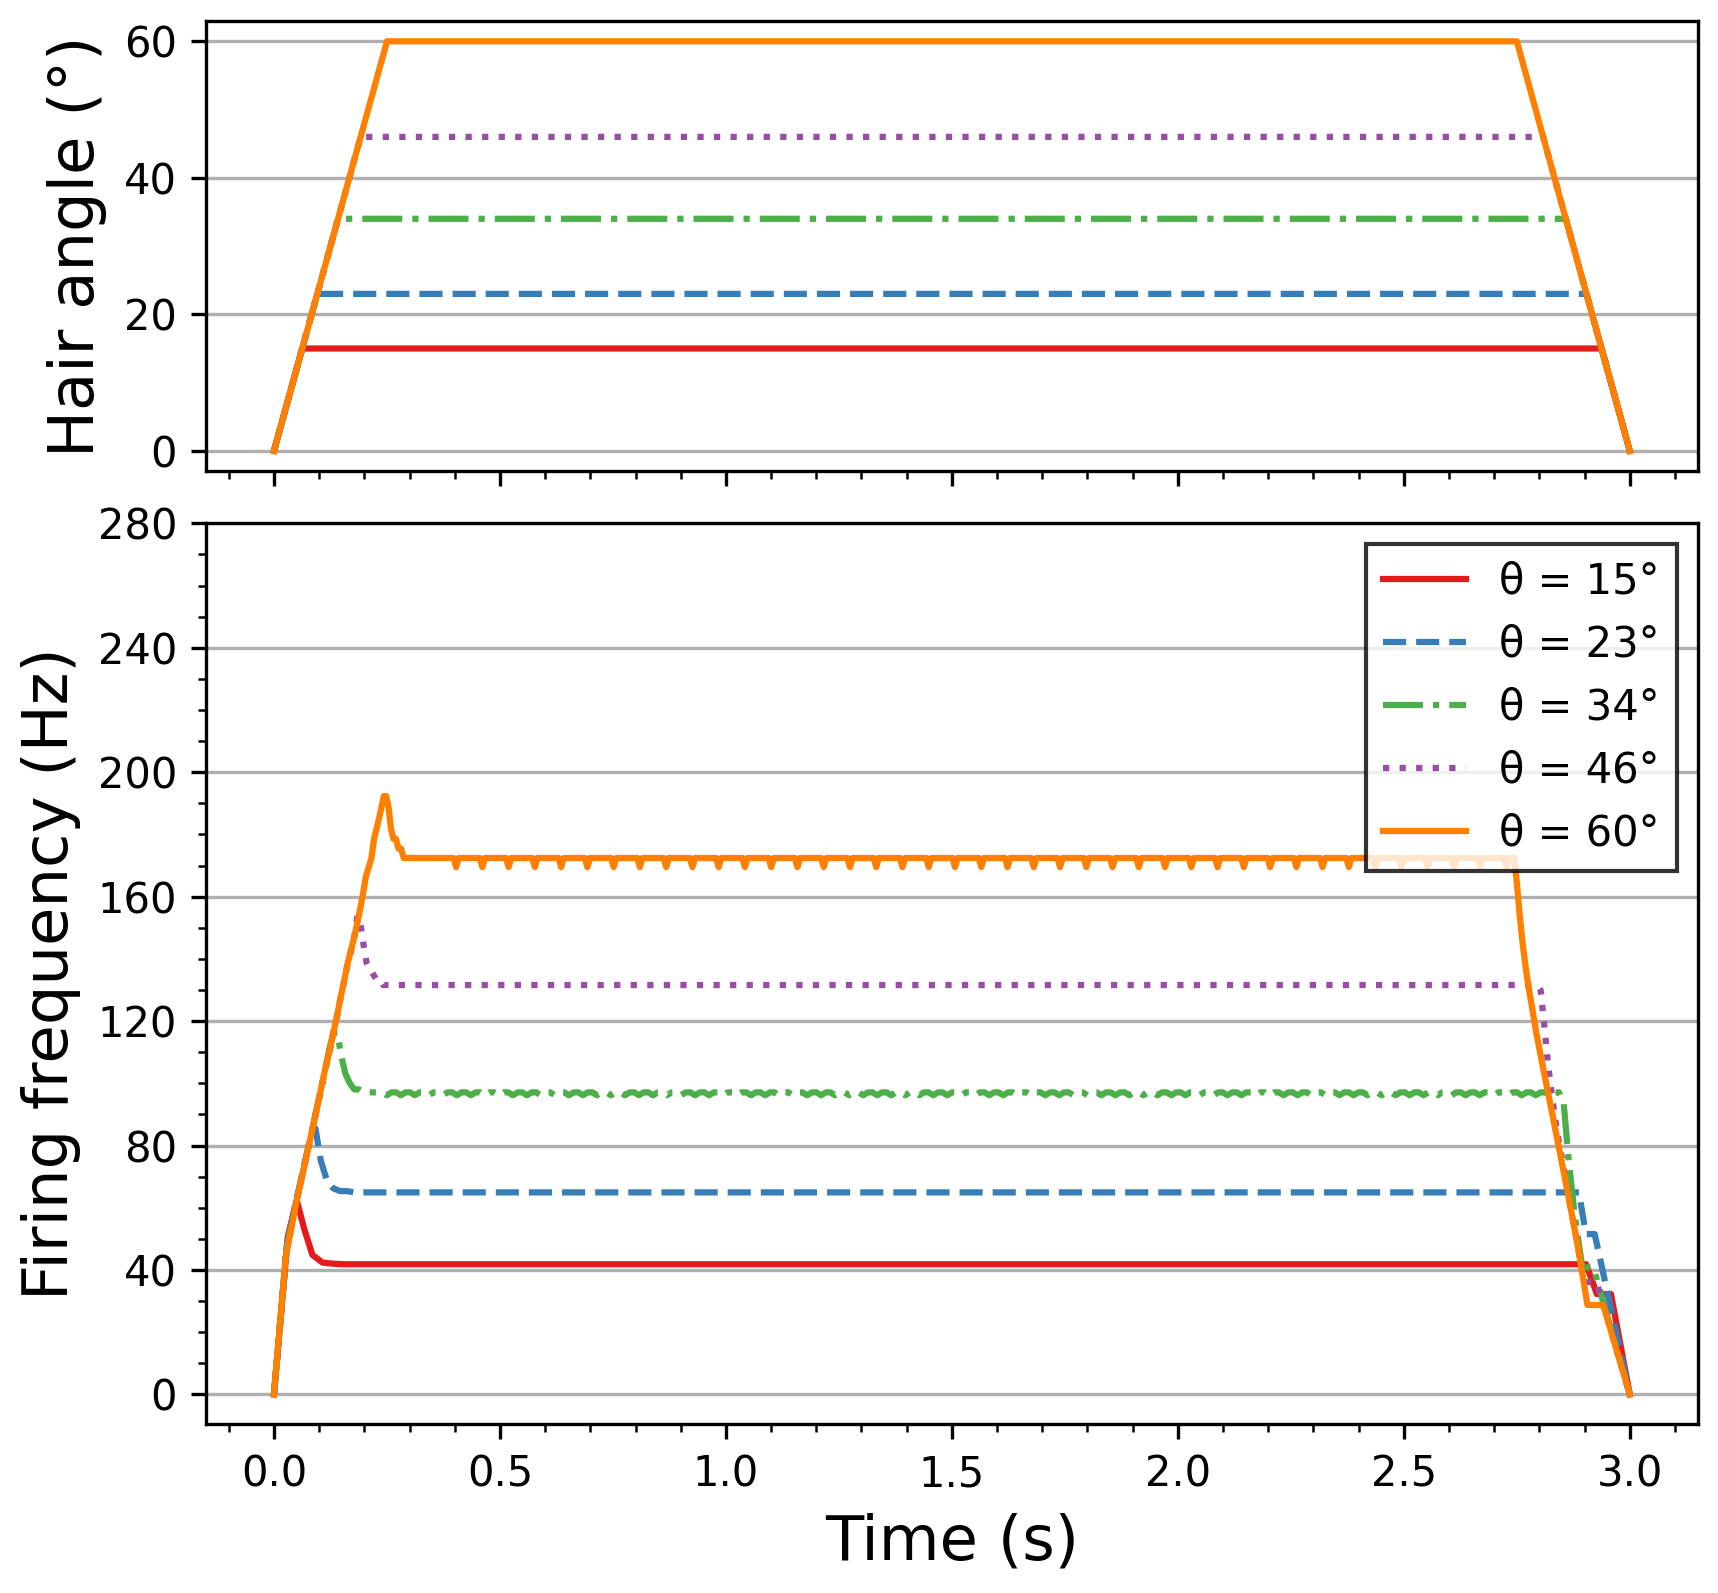 Hair angle (°)
60
40
20
0
Firing frequency (Hz)
280
240
200
160
120
80
40
0
θ = 15°
θ = 23°
θ = 34°
θ = 46°
θ = 60°
0.0 0.5 1.0 1.5 2.0 2.5 3.0
Time (s)